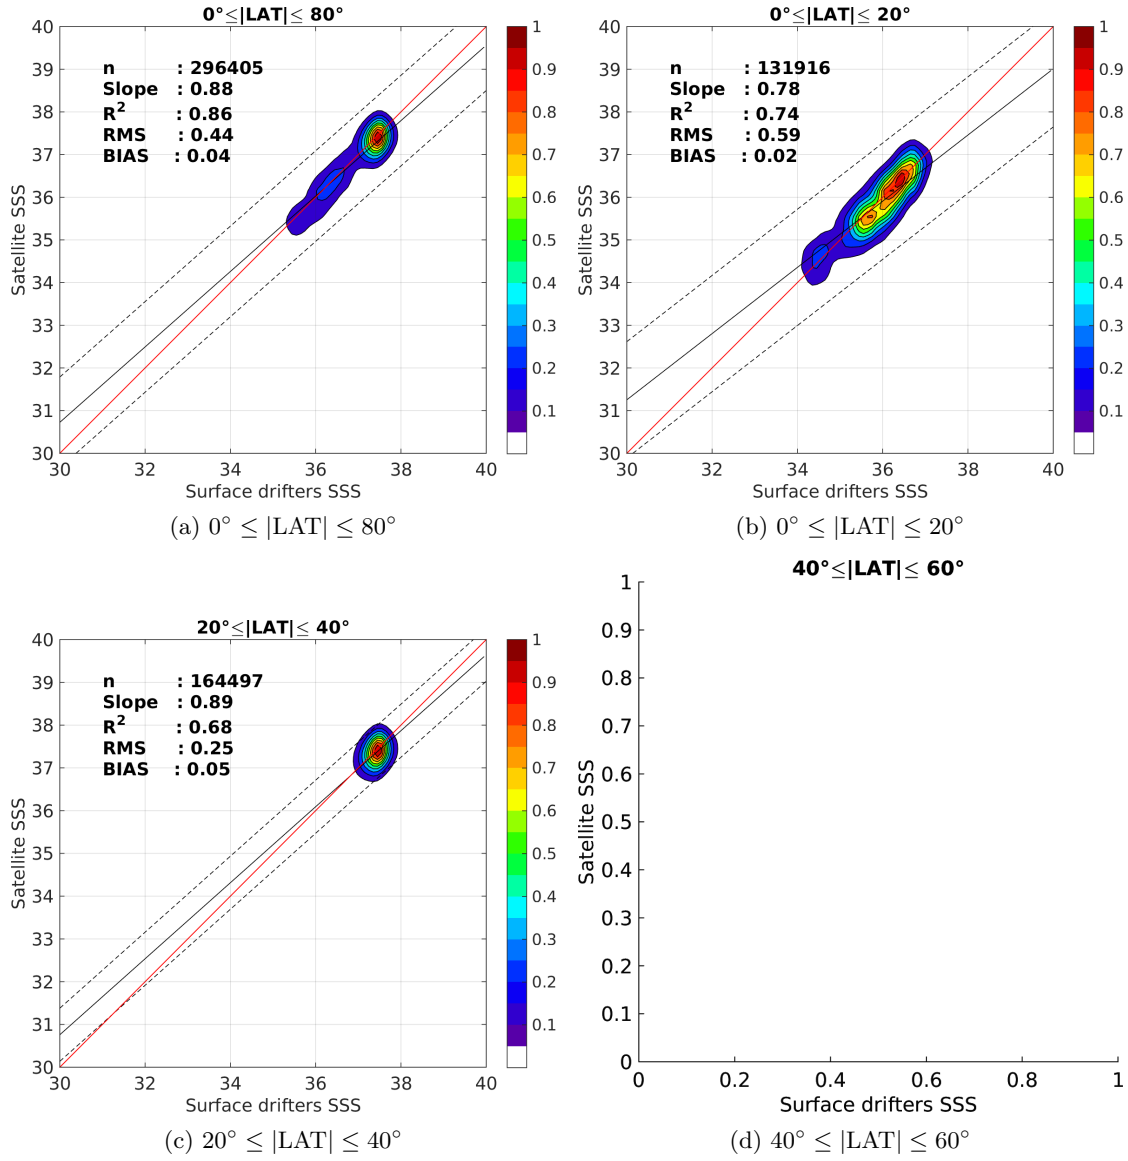 0°≤|LAT|≤ 80°
40
39
38
37
36
35
34
33
32
31
30
Satellite SSS
n : 296405
Slope : 0.88
R2 : 0.86
RMS : 0.44
BIAS : 0.04
30 32 34 36 38 40
Surface drifters SSS
1
0.9
0.8
0.7
0.6
0.5
0.4
0.3
0.2
0.1
(a) 0° ≤ |LAT| ≤ 80°
0°≤|LAT|≤ 20°
40
39
38
37
36
35
34
33
32
31
30
Satellite SSS
n : 131916
Slope : 0.78
R2 : 0.74
RMS : 0.59
BIAS : 0.02
30 32 34 36 38 40
Surface drifters SSS
1
0.9
0.8
0.7
0.6
0.5
0.4
0.3
0.2
0.1
(b) 0° ≤ |LAT| ≤ 20°
20°≤|LAT|≤ 40°
40
39
38
37
36
35
34
33
32
31
30
Satellite SSS
n : 164497
Slope : 0.89
R2 : 0.68
RMS : 0.25
BIAS : 0.05
30 32 34 36 38 40
Surface drifters SSS
1
0.9
0.8
0.7
0.6
0.5
0.4
0.3
0.2
0.1
(c) 20° ≤ |LAT| ≤ 40°
40°≤|LAT|≤ 60°
1
0.9
0.8
0.7
0.6
0.5
0.4
0.3
0.2
0.1
0
Satellite SSS
0 0.2 0.4 0.6 0.8 1
Surface drifters SSS
(d) 40° ≤ |LAT| ≤ 60°